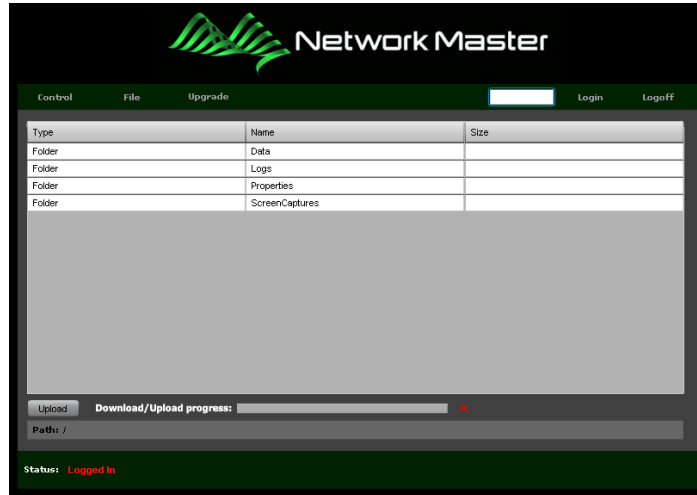 Network Master
Control File Upgrade Login Logoff
Type Name Size
Folder Data
Folder Logs
Folder Properties
Folder ScreenCaptures
Upload Download/Upload progress:
Path: /
Status: Logged In